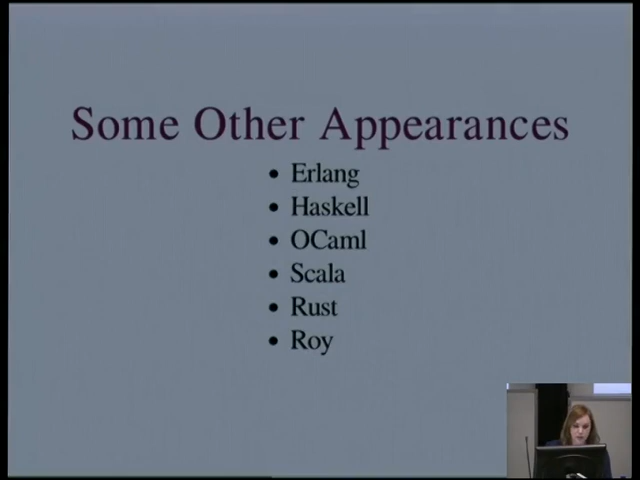 Some Other Appearances
• Erlang
• Haskell
• OCaml
• Scala
• Rust
• Roy